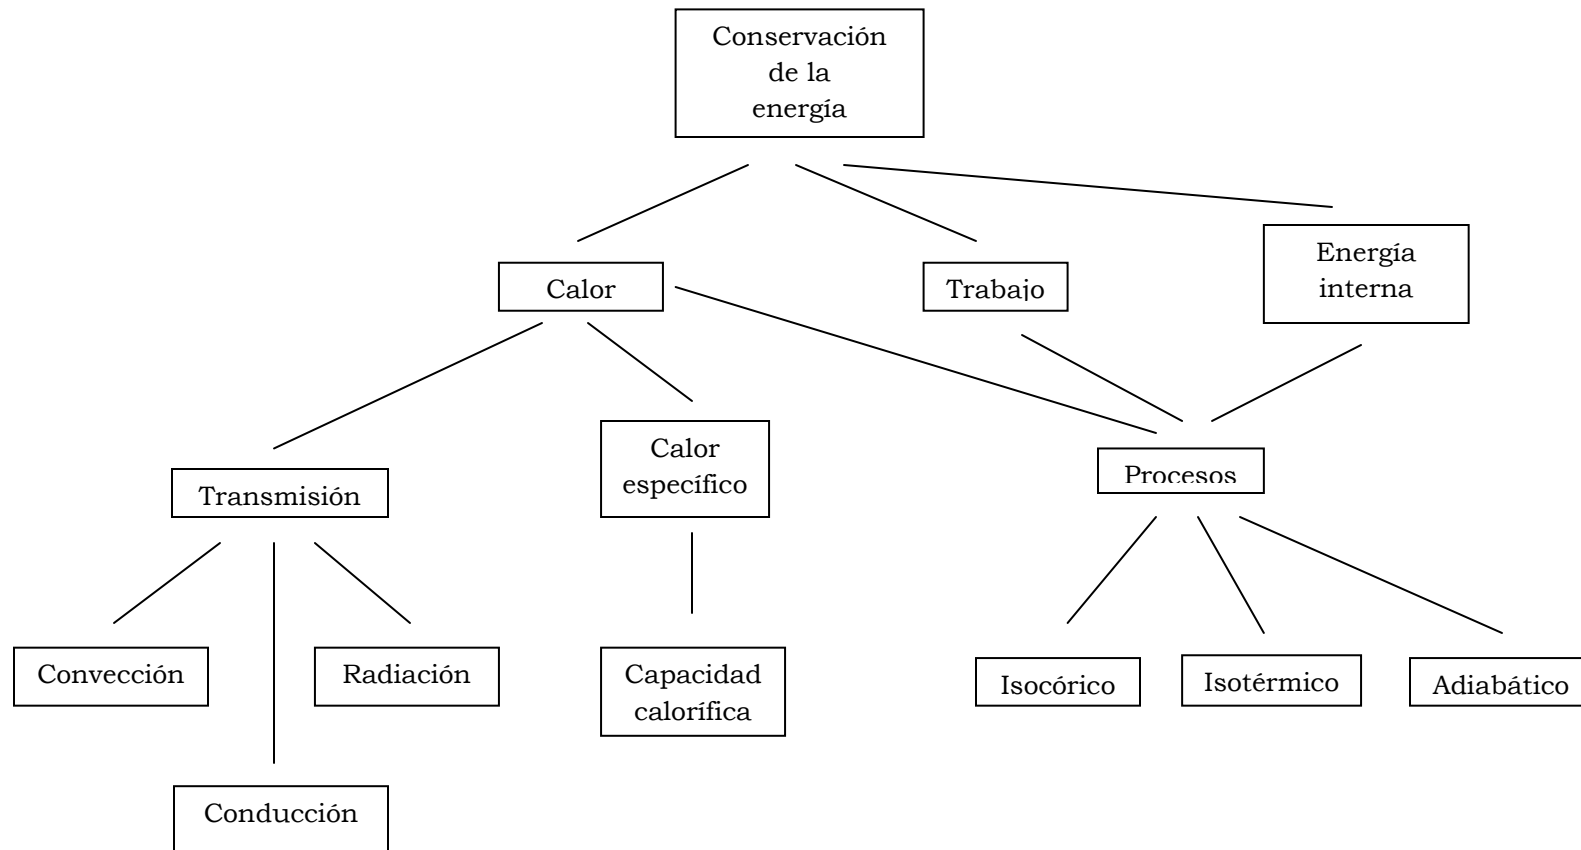 Conservación
de la
energía
Calor
Trabajo
Energía
interna
Calor
específico
Transmisión
Procesos
Convección
Radiación
Capacidad
calorífica
Isocórico
Isotérmico
Adiabático
Conducción